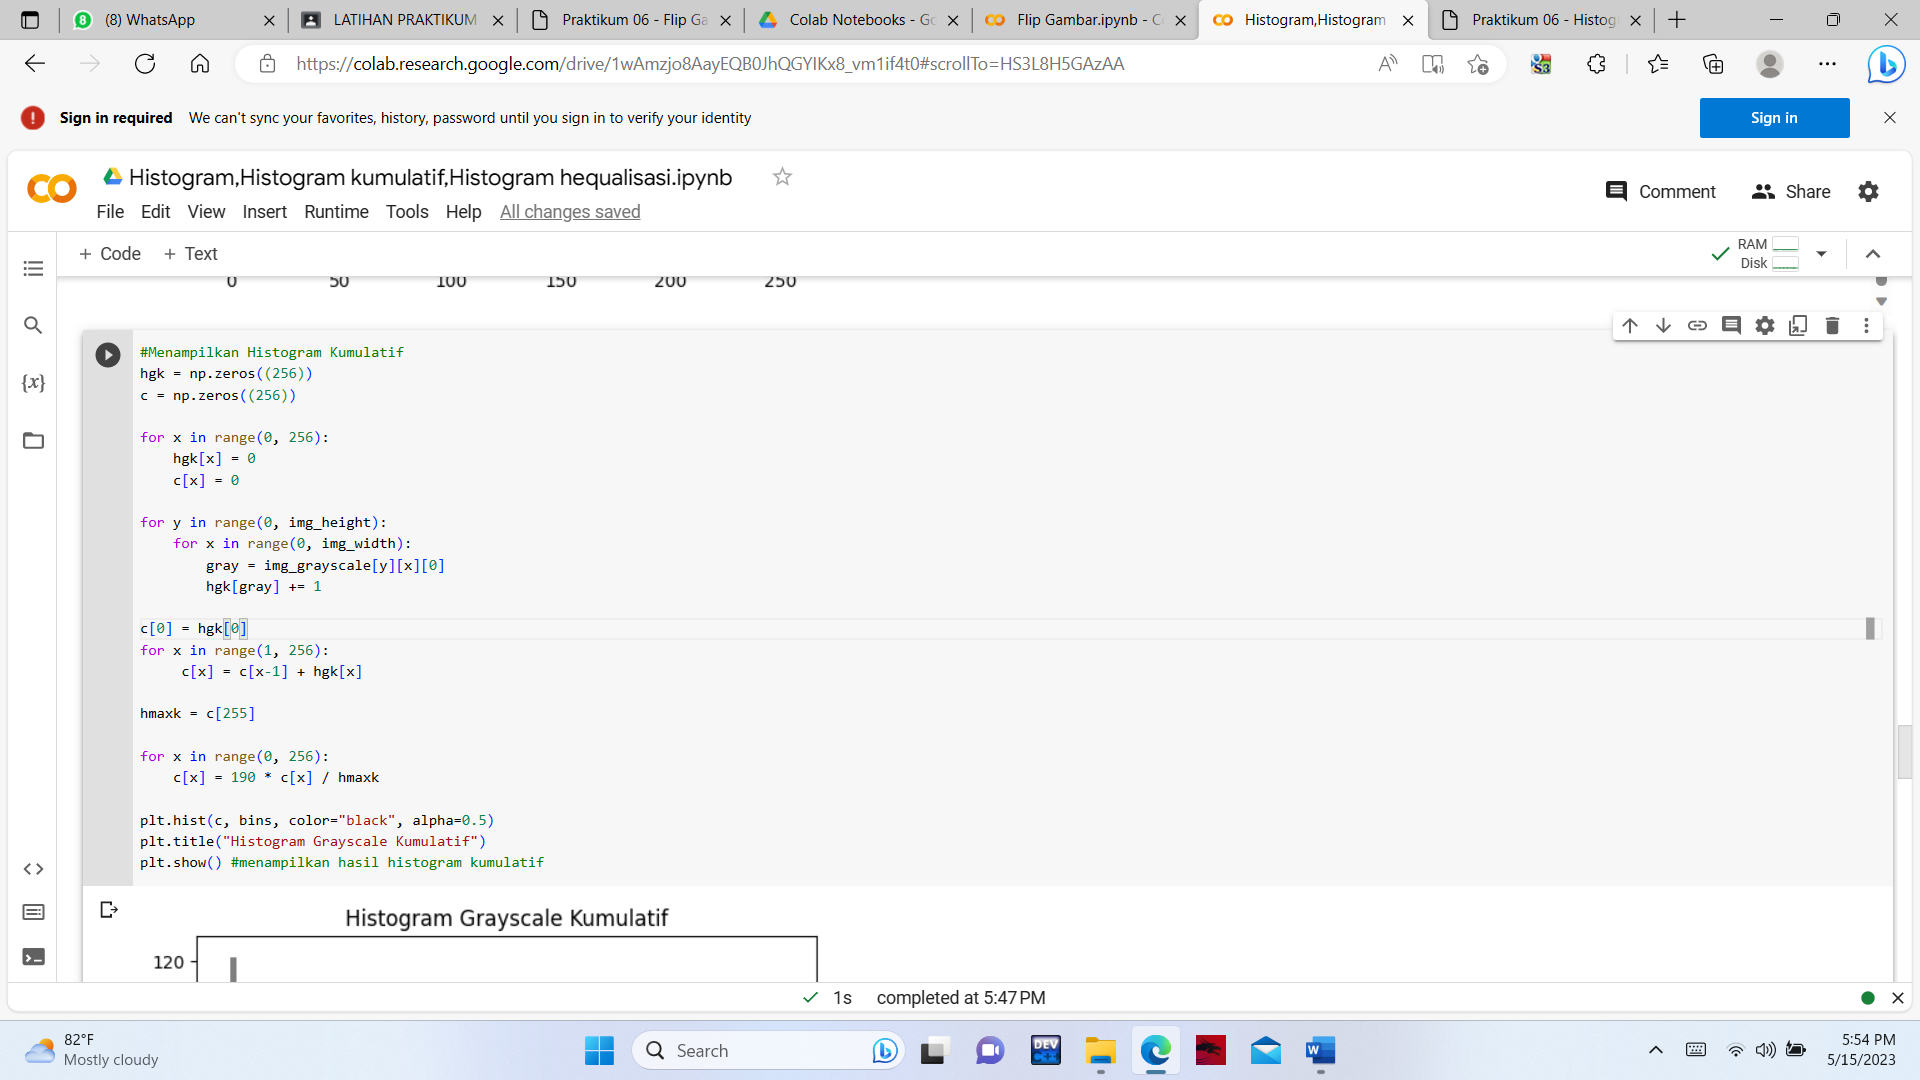 (8) WhatsApp
LATIHAN PRAKTIKUM
Praktikum 06 - Flip Ga
Colab Notebooks - Go
Flip Gambar.ipynb - C
Histogram,Histogram
Praktikum 06 - Histog
https://colab.research.google.com/drive/1wAmzjo8AayEQB0JhQGYIKx8_vm1if4t0#scrollTo=HS3L8H5GAzAA
Sign in required We can't sync your favorites, history, password until you sign in to verify your identity
Sign in
Histogram,Histogram kumulatif,Histogram hequalisasi.ipynb
Comment
Share
File Edit View Insert Runtime Tools Help All changes saved
+ Code + Text
RAM
Disk
0 50 100 150 200 250
#Menampilkan Histogram Kumulatif
hgk = np.zeros((256))
c = np.zeros((256))
for x in range(0, 256):
hgk[x] = 0
c[x] = 0
for y in range(0, img_height):
for x in range(0, img_width):
gray = img_grayscale[y][x][0]
hgk[gray] += 1
c[0] = hgk[0]
for x in range(1, 256):
c[x] = c[x-1] + hgk[x]
hmaxk = c[255]
for x in range(0, 256):
c[x] = 190 * c[x] / hmaxk
plt.hist(c, bins, color="black", alpha=0.5)
plt.title("Histogram Grayscale Kumulatif")
plt.show() #menampilkan hasil histogram kumulatif
Histogram Grayscale Kumulatif
120
1s completed at 5:47 PM
82°F
Mostly cloudy
Search
DEV
C++
5:54 PM
5/15/2023